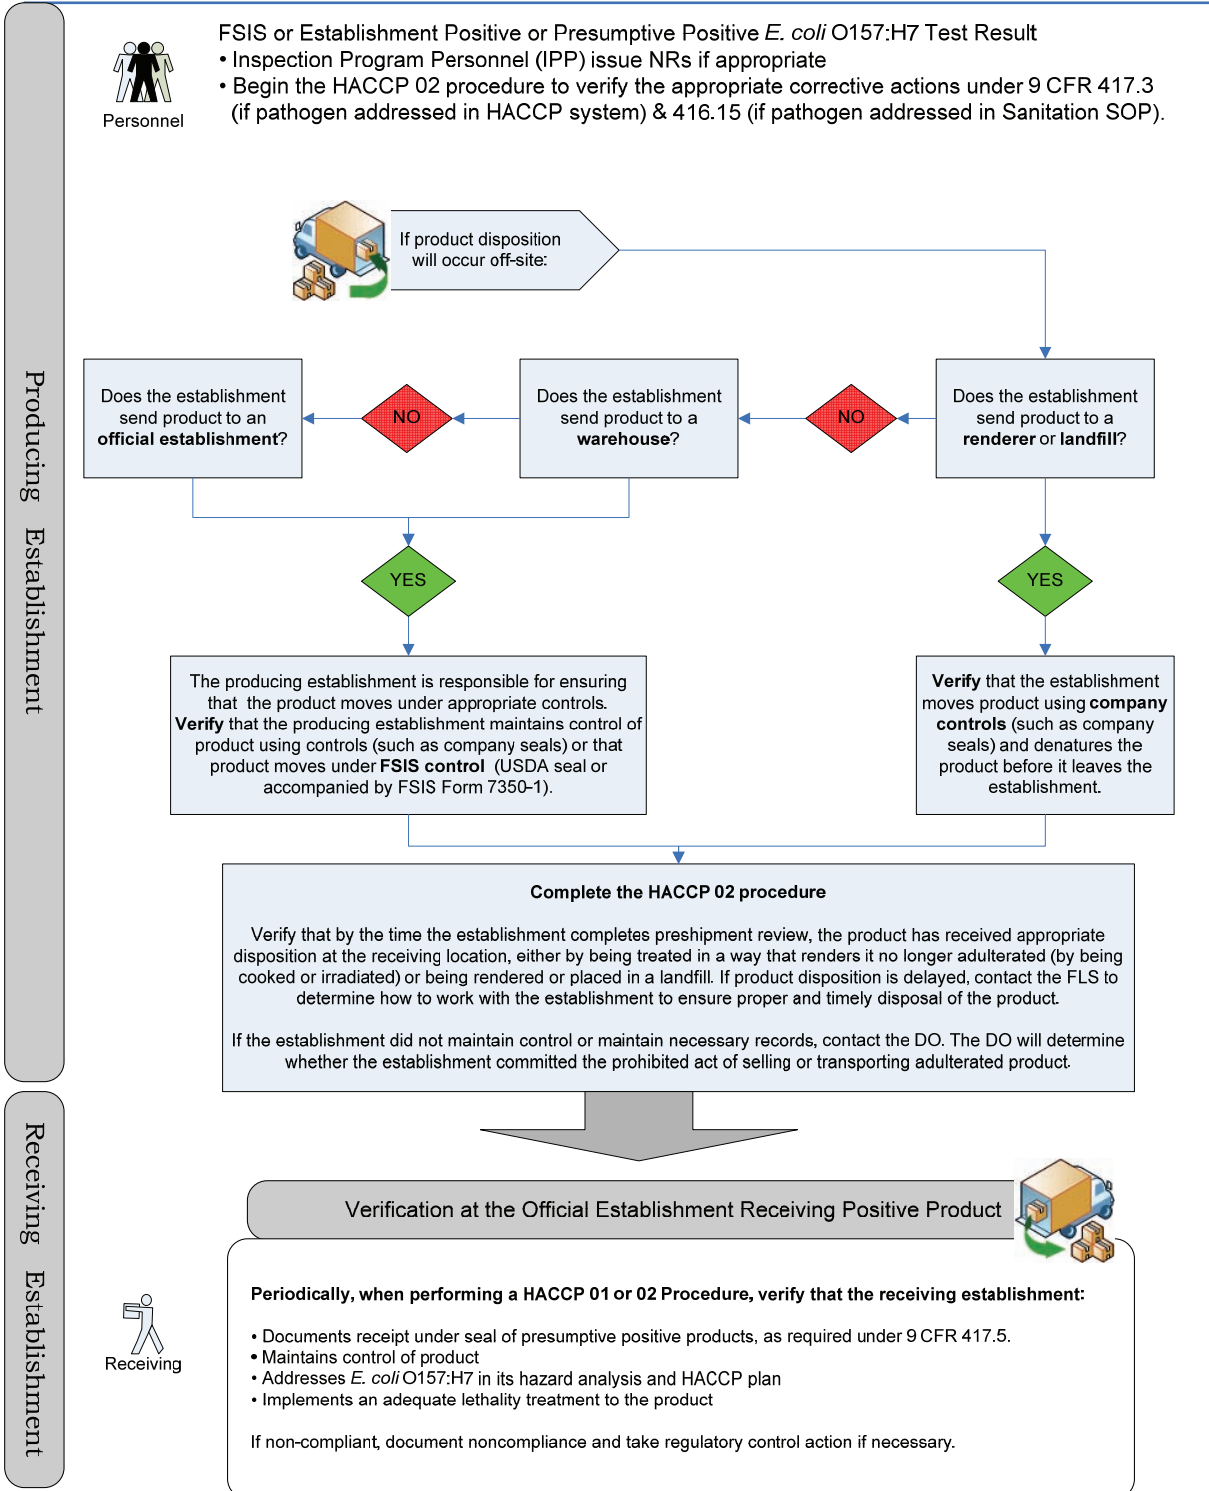 FSIS or Establishment Positive or Presumptive Positive E. coli O157:H7 Test Result
• Inspection Program Personnel (IPP) issue NRs if appropriate
• Begin the HACCP 02 procedure to verify the appropriate corrective actions under 9 CFR 417.3
(if pathogen addressed in HACCP system) & 416.15 (if pathogen addressed in Sanitation SOP).
Personnel
Producing Establishment
If product disposition
will occur off-site:
Does the establishment
send product to an
official establishment?
NO
Does the establishment
send product to a
warehouse?
NO
Does the establishment
send product to a
renderer or landfill?
YES
YES
The producing establishment is responsible for ensuring
that the product moves under appropriate controls.
Verify that the producing establishment maintains control of
product using controls (such as company seals) or that
product moves under FSIS control (USDA seal or
accompanied by FSIS Form 7350-1).
Verify that the establishment
moves product using company
controls (such as company
seals) and denatures the
product before it leaves the
establishment.
Complete the HACCP 02 procedure
Verify that by the time the establishment completes preshipment review, the product has received appropriate
disposition at the receiving location, either by being treated in a way that renders it no longer adulterated (by being
cooked or irradiated) or being rendered or placed in a landfill. If product disposition is delayed, contact the FLS to
determine how to work with the establishment to ensure proper and timely disposal of the product.
If the establishment did not maintain control or maintain necessary records, contact the DO. The DO will determine
whether the establishment committed the prohibited act of selling or transporting adulterated product.
Receiving Establishment
Verification at the Official Establishment Receiving Positive Product
Receiving
Periodically, when performing a HACCP 01 or 02 Procedure, verify that the receiving establishment:
• Documents receipt under seal of presumptive positive products, as required under 9 CFR 417.5.
• Maintains control of product
• Addresses E. coli O157:H7 in its hazard analysis and HACCP plan
• Implements an adequate lethality treatment to the product
If non-compliant, document noncompliance and take regulatory control action if necessary.